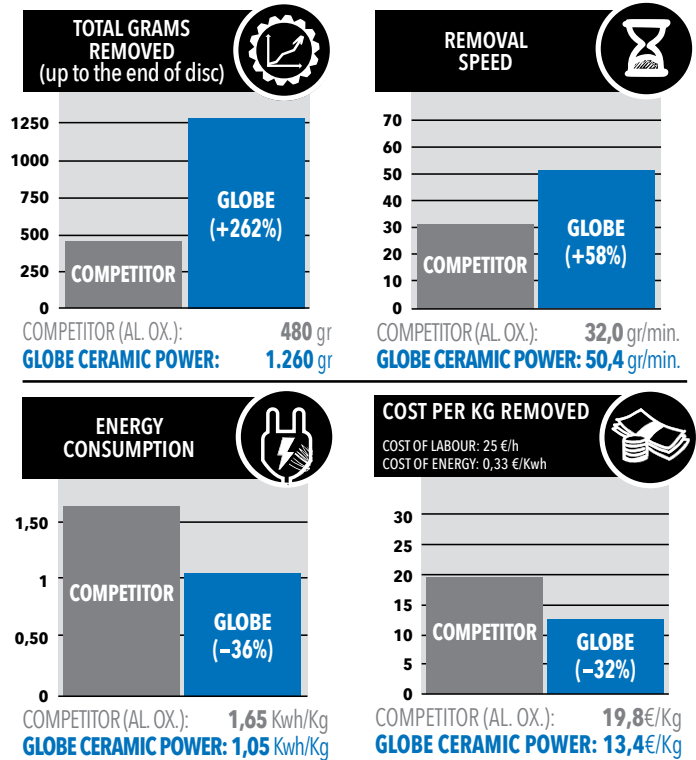 TOTAL GRAMS
REMOVED
(up to the end of disc)
1250
1000
750
500
250
0
COMPETITOR
GLOBE
(+262%)
COMPETITOR (AL. OX.): 480 gr
GLOBE CERAMIC POWER: 1.260 gr
REMOVAL
SPEED
70
60
50
40
30
20
10
0
COMPETITOR
GLOBE
(+58%)
COMPETITOR (AL. OX.): 32,0 gr/min.
GLOBE CERAMIC POWER: 50,4 gr/min.
ENERGY
CONSUMPTION
1,50
1
0,50
0
COMPETITOR
GLOBE
(–36%)
COMPETITOR (AL. OX.): 1,65 Kwh/Kg
GLOBE CERAMIC POWER: 1,05 Kwh/Kg
COST PER KG REMOVED
COST OF LABOUR: 25 €/h
COST OF ENERGY: 0,33 €/Kwh
30
25
20
15
10
5
0
COMPETITOR
GLOBE
(–32%)
COMPETITOR (AL. OX.): 19,8€/Kg
GLOBE CERAMIC POWER: 13,4€/Kg